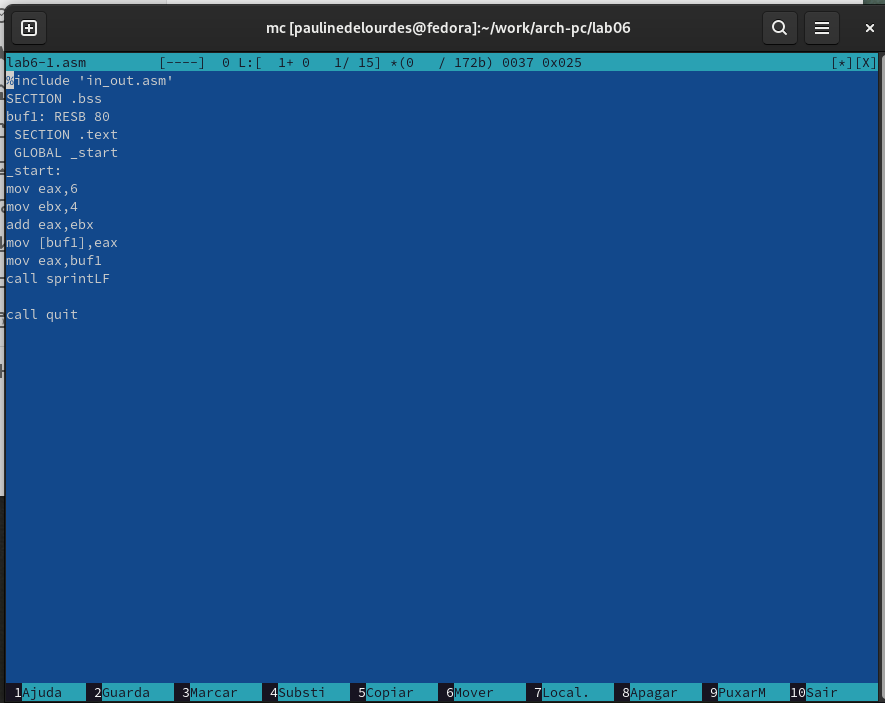 mc [paulinedelourdes@fedora]:~/work/arch-pc/lab06
lab6-1.asm [----] 0 L:[ 1+ 0 1/ 15] *(0 / 172b) 0037 0x025 [*][X]
%include 'in_out.asm'
SECTION .bss
buf1: RESB 80
SECTION .text
GLOBAL _start
_start:
mov eax,6
mov ebx,4
add eax,ebx
mov [buf1],eax
mov eax,buf1
call sprintLF
call quit
1Ajuda 2Guarda 3Marcar 4Substi 5Copiar 6Mover 7Local. 8Apagar 9PuxarM 10Sair